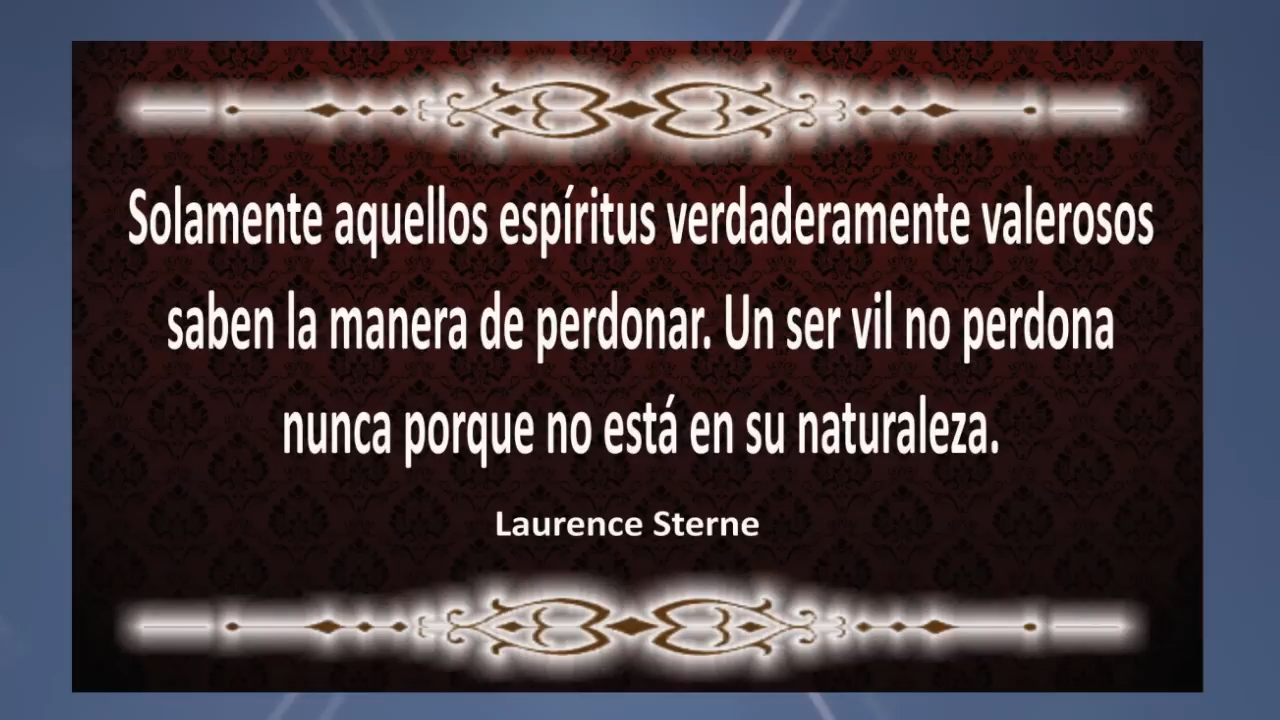 Solamente aquellos espíritus verdaderamente valerosos
saben la manera de perdonar. Un ser vil no perdona
nunca porque no está en su naturaleza.
Laurence Sterne